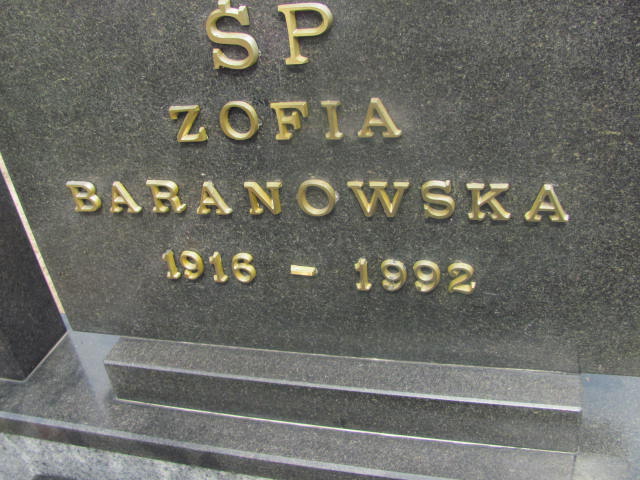 ŚP
ZOFIA
BARANOWSKA
1916 - 1992